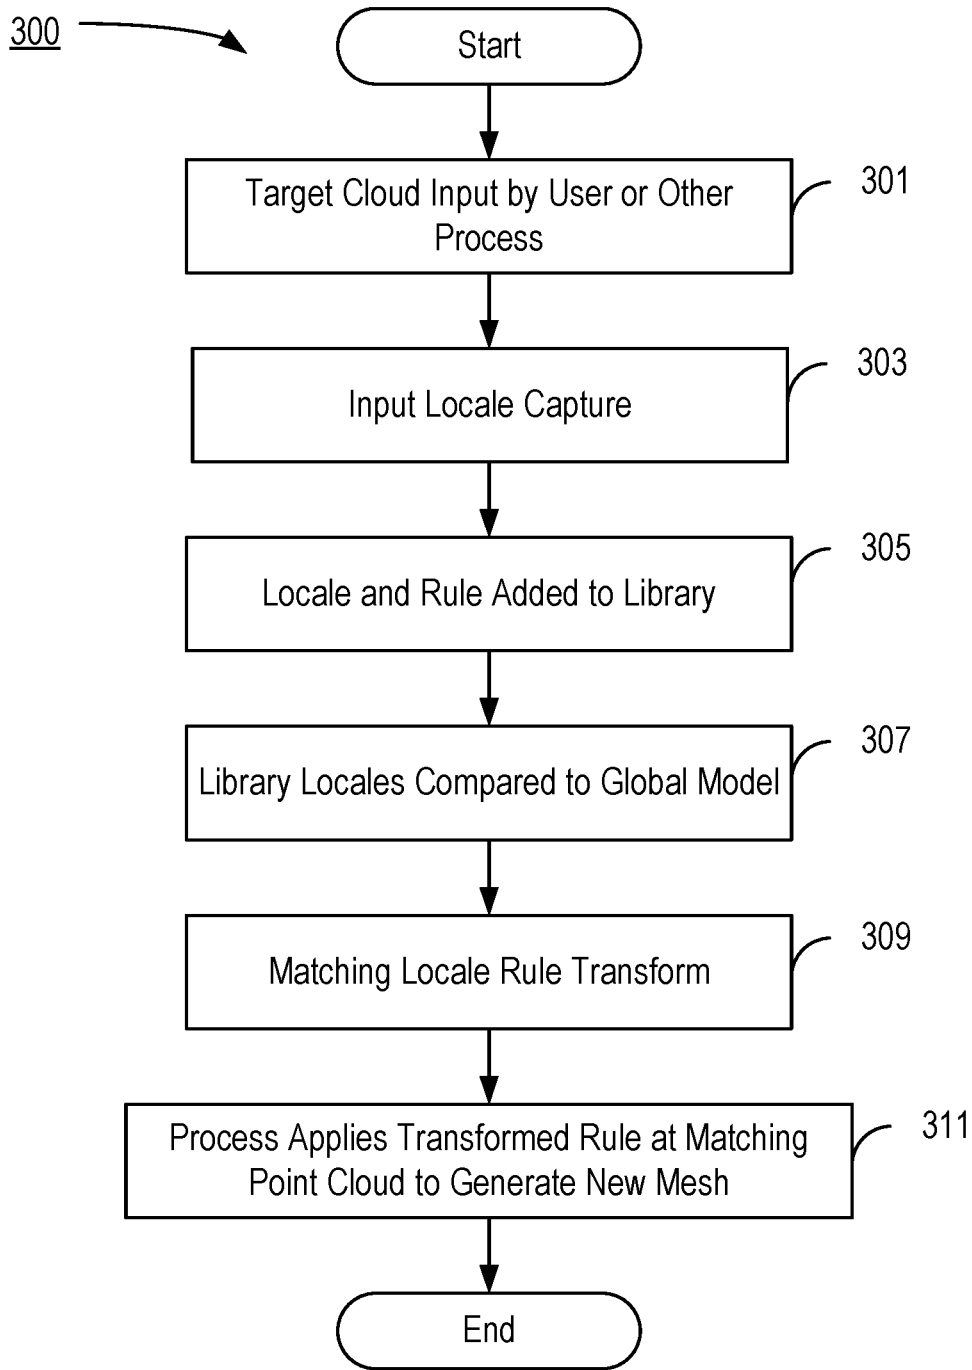 300
Start
Target Cloud Input by User or Other
Process
301
Input Locale Capture
303
Locale and Rule Added to Library
305
Library Locales Compared to Global Model
307
Matching Locale Rule Transform
309
Process Applies Transformed Rule at Matching
Point Cloud to Generate New Mesh
311
End